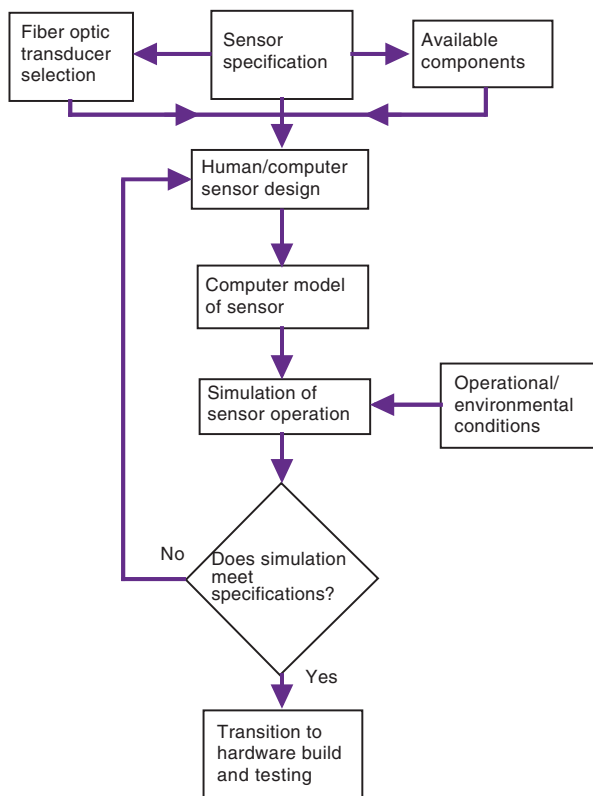 Fiber optic
transducer
selection
Sensor
specification
Available
components
Human/computer
sensor design
Computer model
of sensor
Simulation of
sensor operation
Operational/
environmental
conditions
No
Does simulation
meet
specifications?
Yes
Transition to
hardware build
and testing